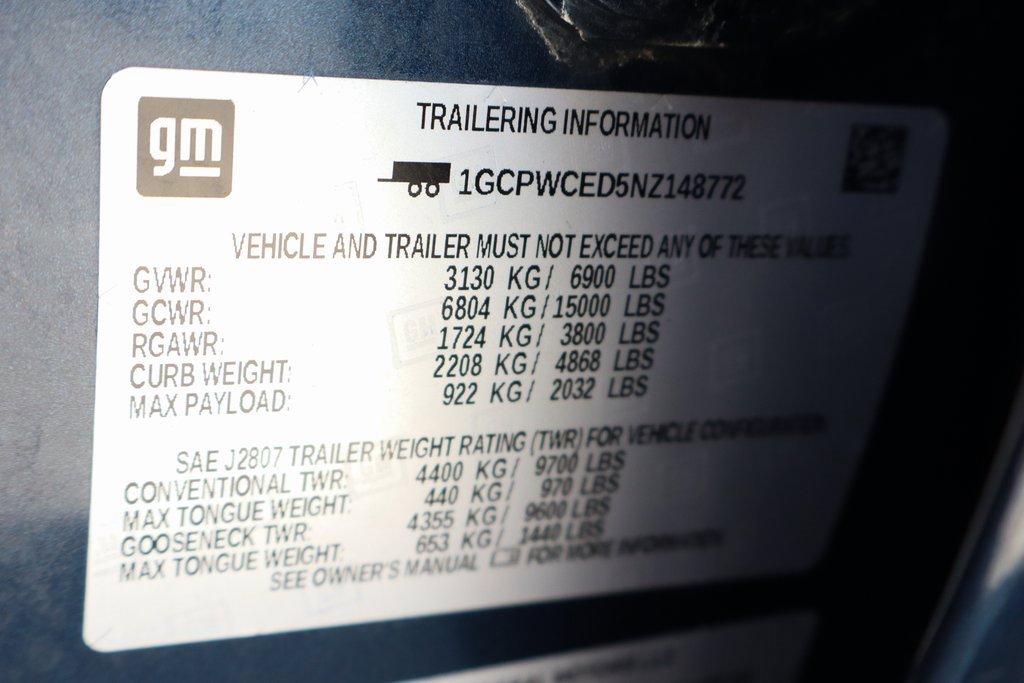 gm
TRAILERING INFORMATION
1GCPWCED5NZ148772
VEHICLE AND TRAILER MUST NOT EXCEED ANY OF THESE VALUES
GVWR: 3130 KG/ 6900 LBS
GCWR: 6804 KG/15000 LBS
RGAWR: 1724 KG/ 3800 LBS
CURB WEIGHT: 2208 KG/ 4868 LBS
MAX PAYLOAD: 922 KG/ 2032 LBS
SAE J2807 TRAILER WEIGHT RATING (TWR) FOR VEHICLE CONFIGURATION
CONVENTIONAL TWR: 4400 KG/ 9700 LBS
MAX TONGUE WEIGHT: 440 KG/ 970 LBS
GOOSENECK TWR: 4355 KG/ 9600 LBS
MAX TONGUE WEIGHT: 653 KG/ 1440 LBS
SEE OWNER'S MANUAL FOR MORE INFORMATION